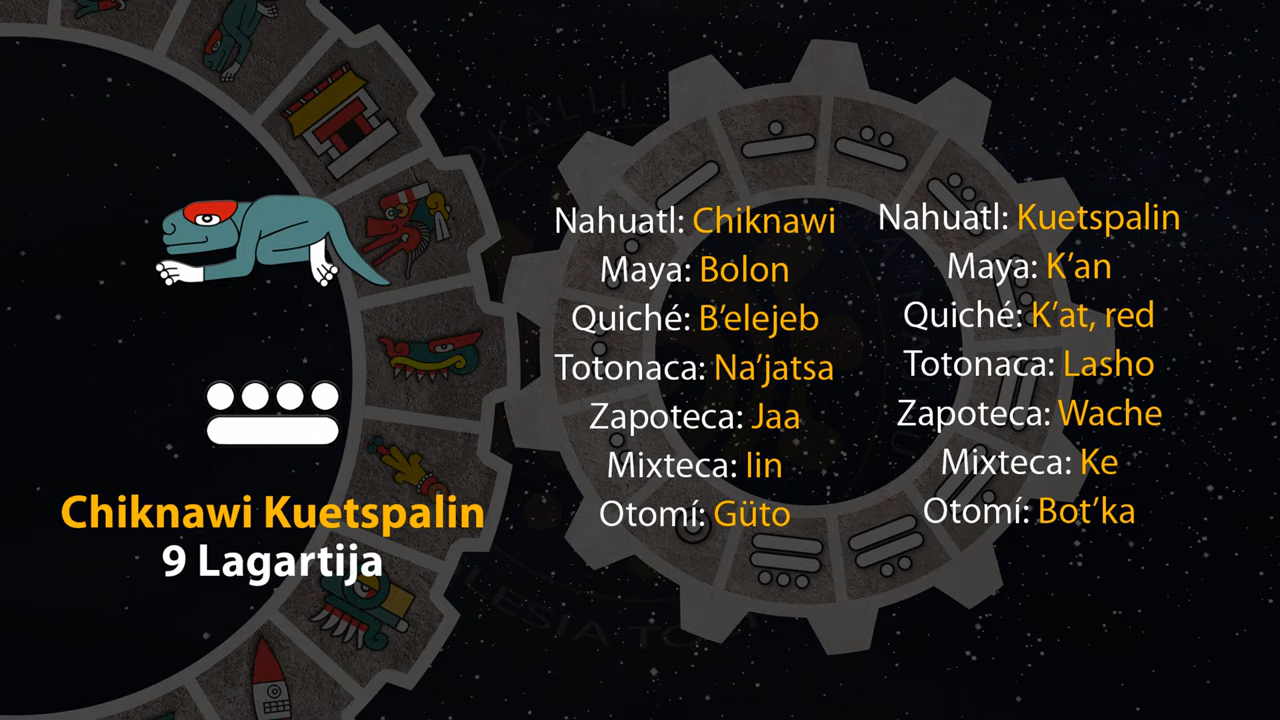 Chiknawi Kuetspalin
9 Lagartija
Nahuatl: Chiknawi
Maya: Bolon
Quiché: B’elejeb
Totonaca: Na’jatsa
Zapoteca: Jaa
Mixteca: Iin
Otomí: Güto
Nahuatl: Kuetspalin
Maya: K’an
Quiché: K’at, red
Totonaca: Lasho
Zapoteca: Wache
Mixteca: Ke
Otomí: Bot’ka